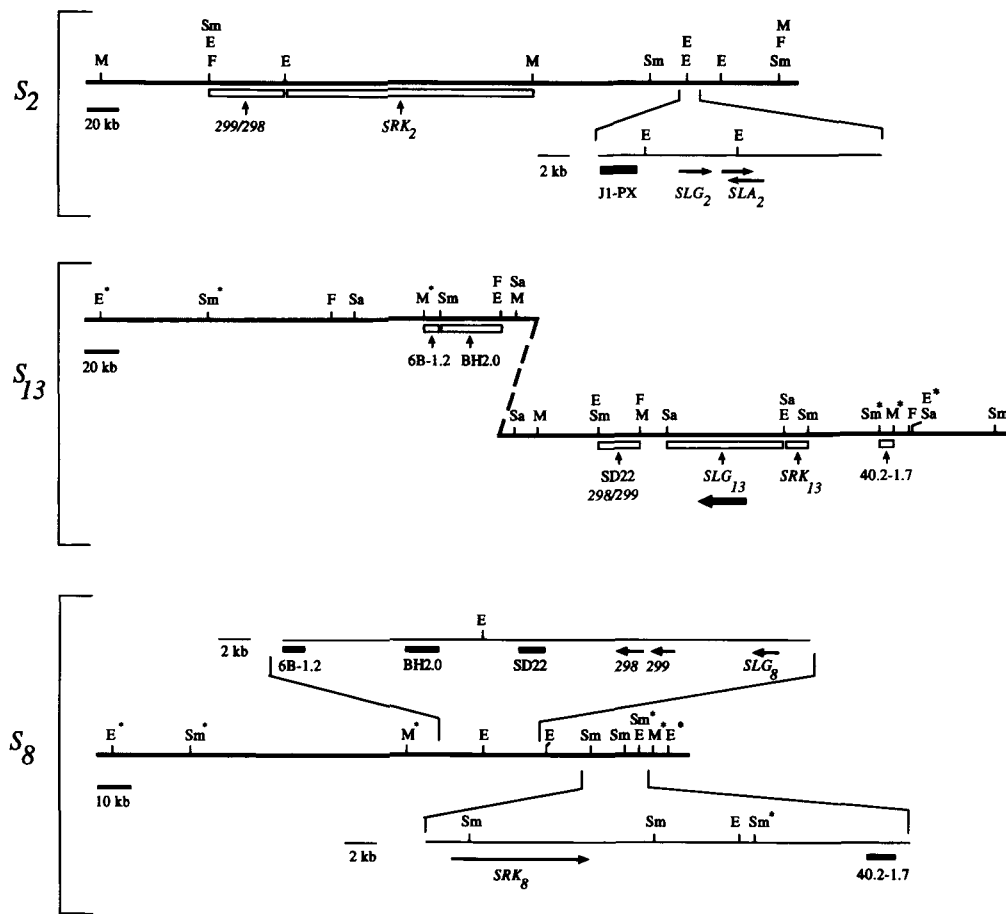 Sm
M
E
E
F
M
F
E
M
M
Sm
E
E
Sm
S2
20 kb
299/298
SRK2
E
E
2 kb
J1-PX
SLG2
SLA2
F
Sa
E*
Sm*
F
Sa
M*
Sm
E
M
20 kb
6B-1.2
BH2.0
S13
E
F
Sa
E*
Sa
M
Sm
M
Sa
E
Sm
Sm*
M*
F
Sa
Sm
SD22
SLG13
SRK13
40.2-1.7
298/299
E
2 kb
6B-1.2
BH2.0
SD22
298
299
SLG8
S8
Sm*
E*
Sm*
M*
E
E
Sm
Sm
E
M*
E*
10 kb
Sm
Sm
E
Sm*
2 kb
SRK8
40.2-1.7